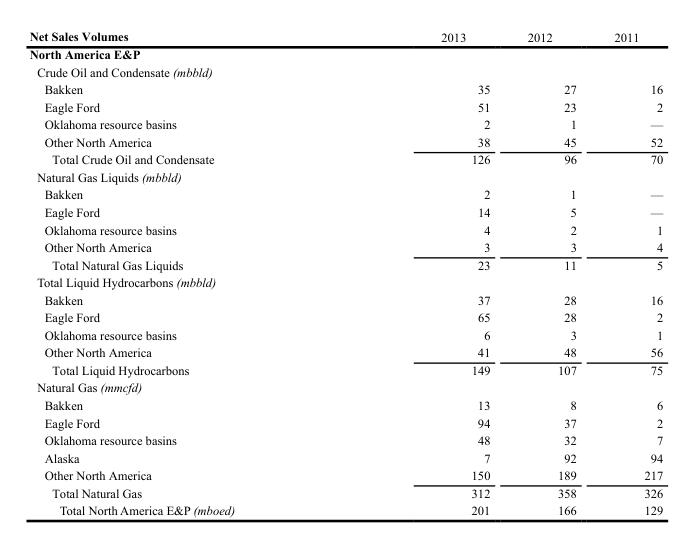 Net Sales Volumes 2013 2012 2011
North America E&P
Crude Oil and Condensate (mbbld)
Bakken 35 27 16
Eagle Ford 51 23 2
Oklahoma resource basins 2 1 —
Other North America 38 45 52
Total Crude Oil and Condensate 126 96 70
Natural Gas Liquids (mbbld)
Bakken 2 1 —
Eagle Ford 14 5 —
Oklahoma resource basins 4 2 1
Other North America 3 3 4
Total Natural Gas Liquids 23 11 5
Total Liquid Hydrocarbons (mbbld)
Bakken 37 28 16
Eagle Ford 65 28 2
Oklahoma resource basins 6 3 1
Other North America 41 48 56
Total Liquid Hydrocarbons 149 107 75
Natural Gas (mmcfd)
Bakken 13 8 6
Eagle Ford 94 37 2
Oklahoma resource basins 48 32 7
Alaska 7 92 94
Other North America 150 189 217
Total Natural Gas 312 358 326
Total North America E&P (mboed) 201 166 129